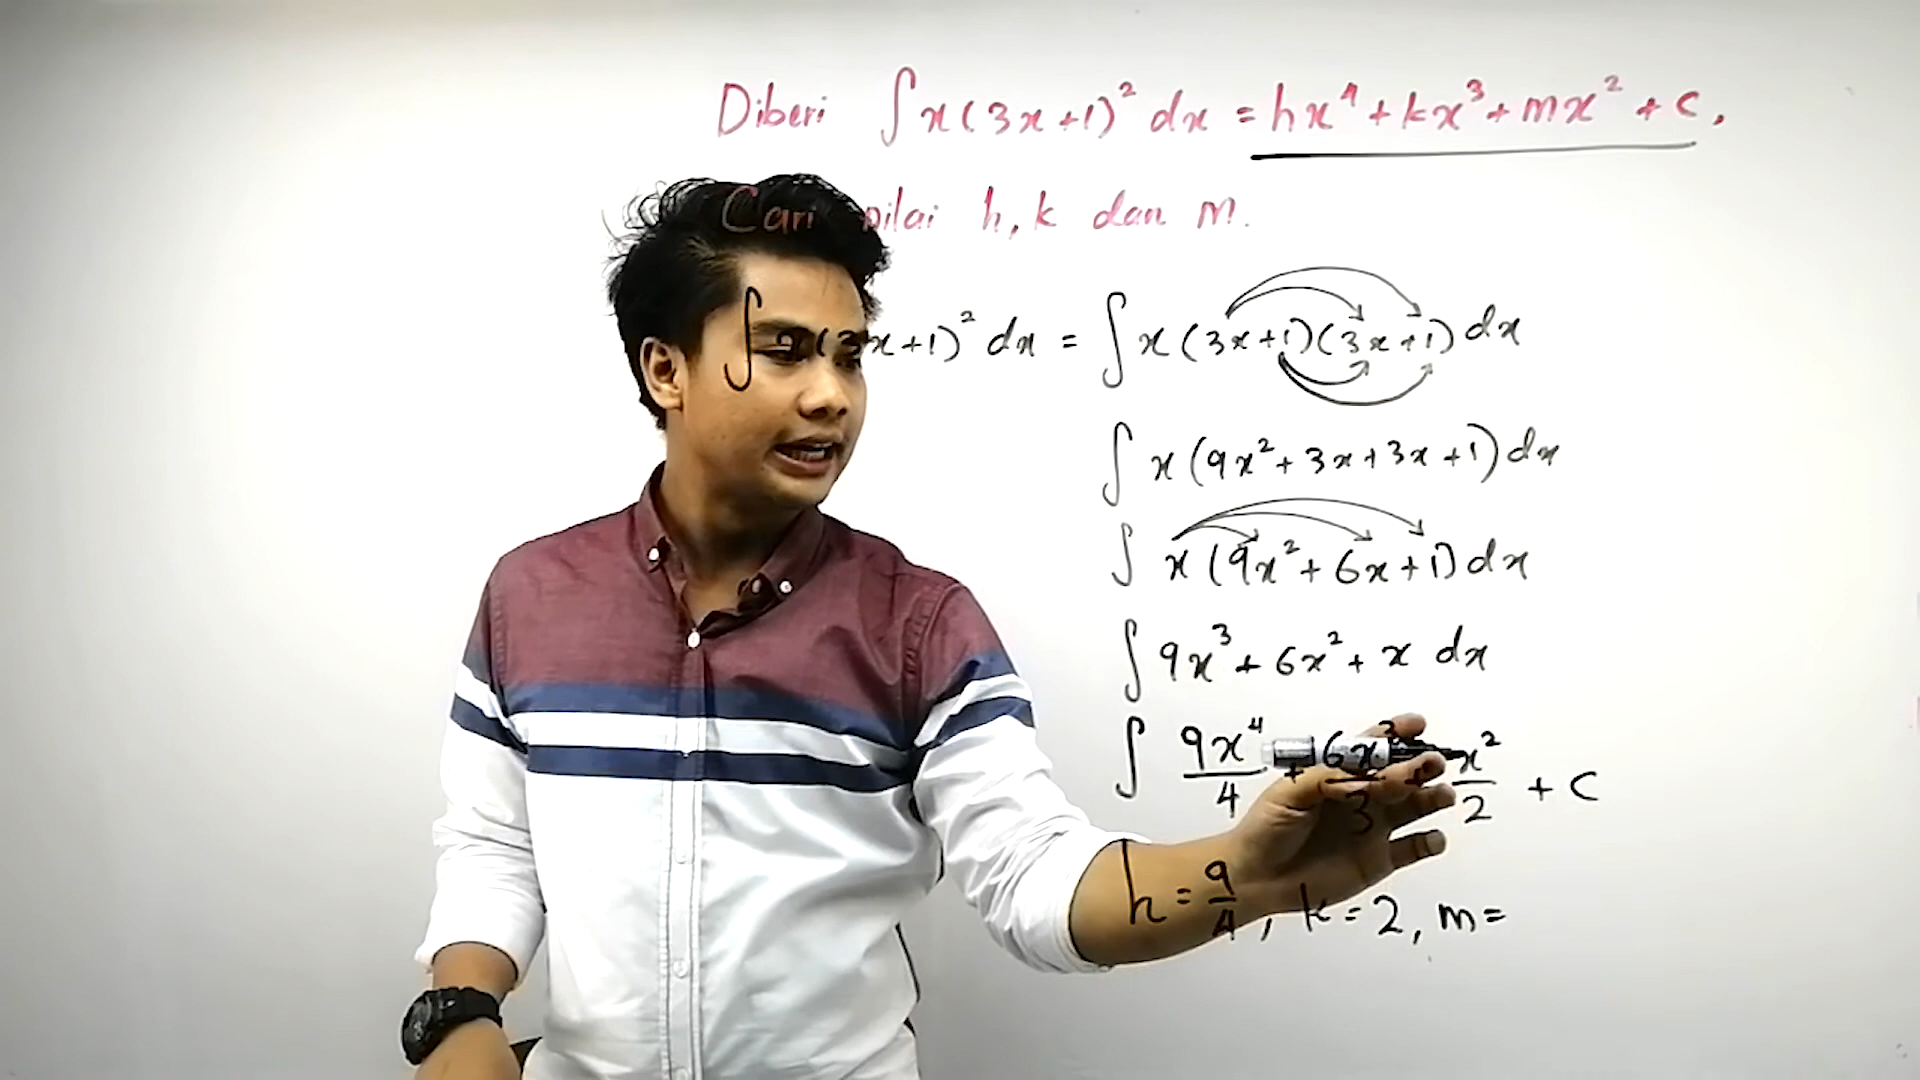 Diberi ∫x(3x+1)² dx = hx⁴ + kx³ + mx² + c,
Cari nilai h, k dan m.
∫x(3x+1)² dx = ∫x(3x+1)(3x+1)dx
∫x(9x²+3x+3x+1)dx
∫x(9x²+6x+1)dx
∫9x³+6x²+x dx
∫ 9x⁴/4 + 6x³/3 + x²/2 + c
h = 9/4, k = 2, m =